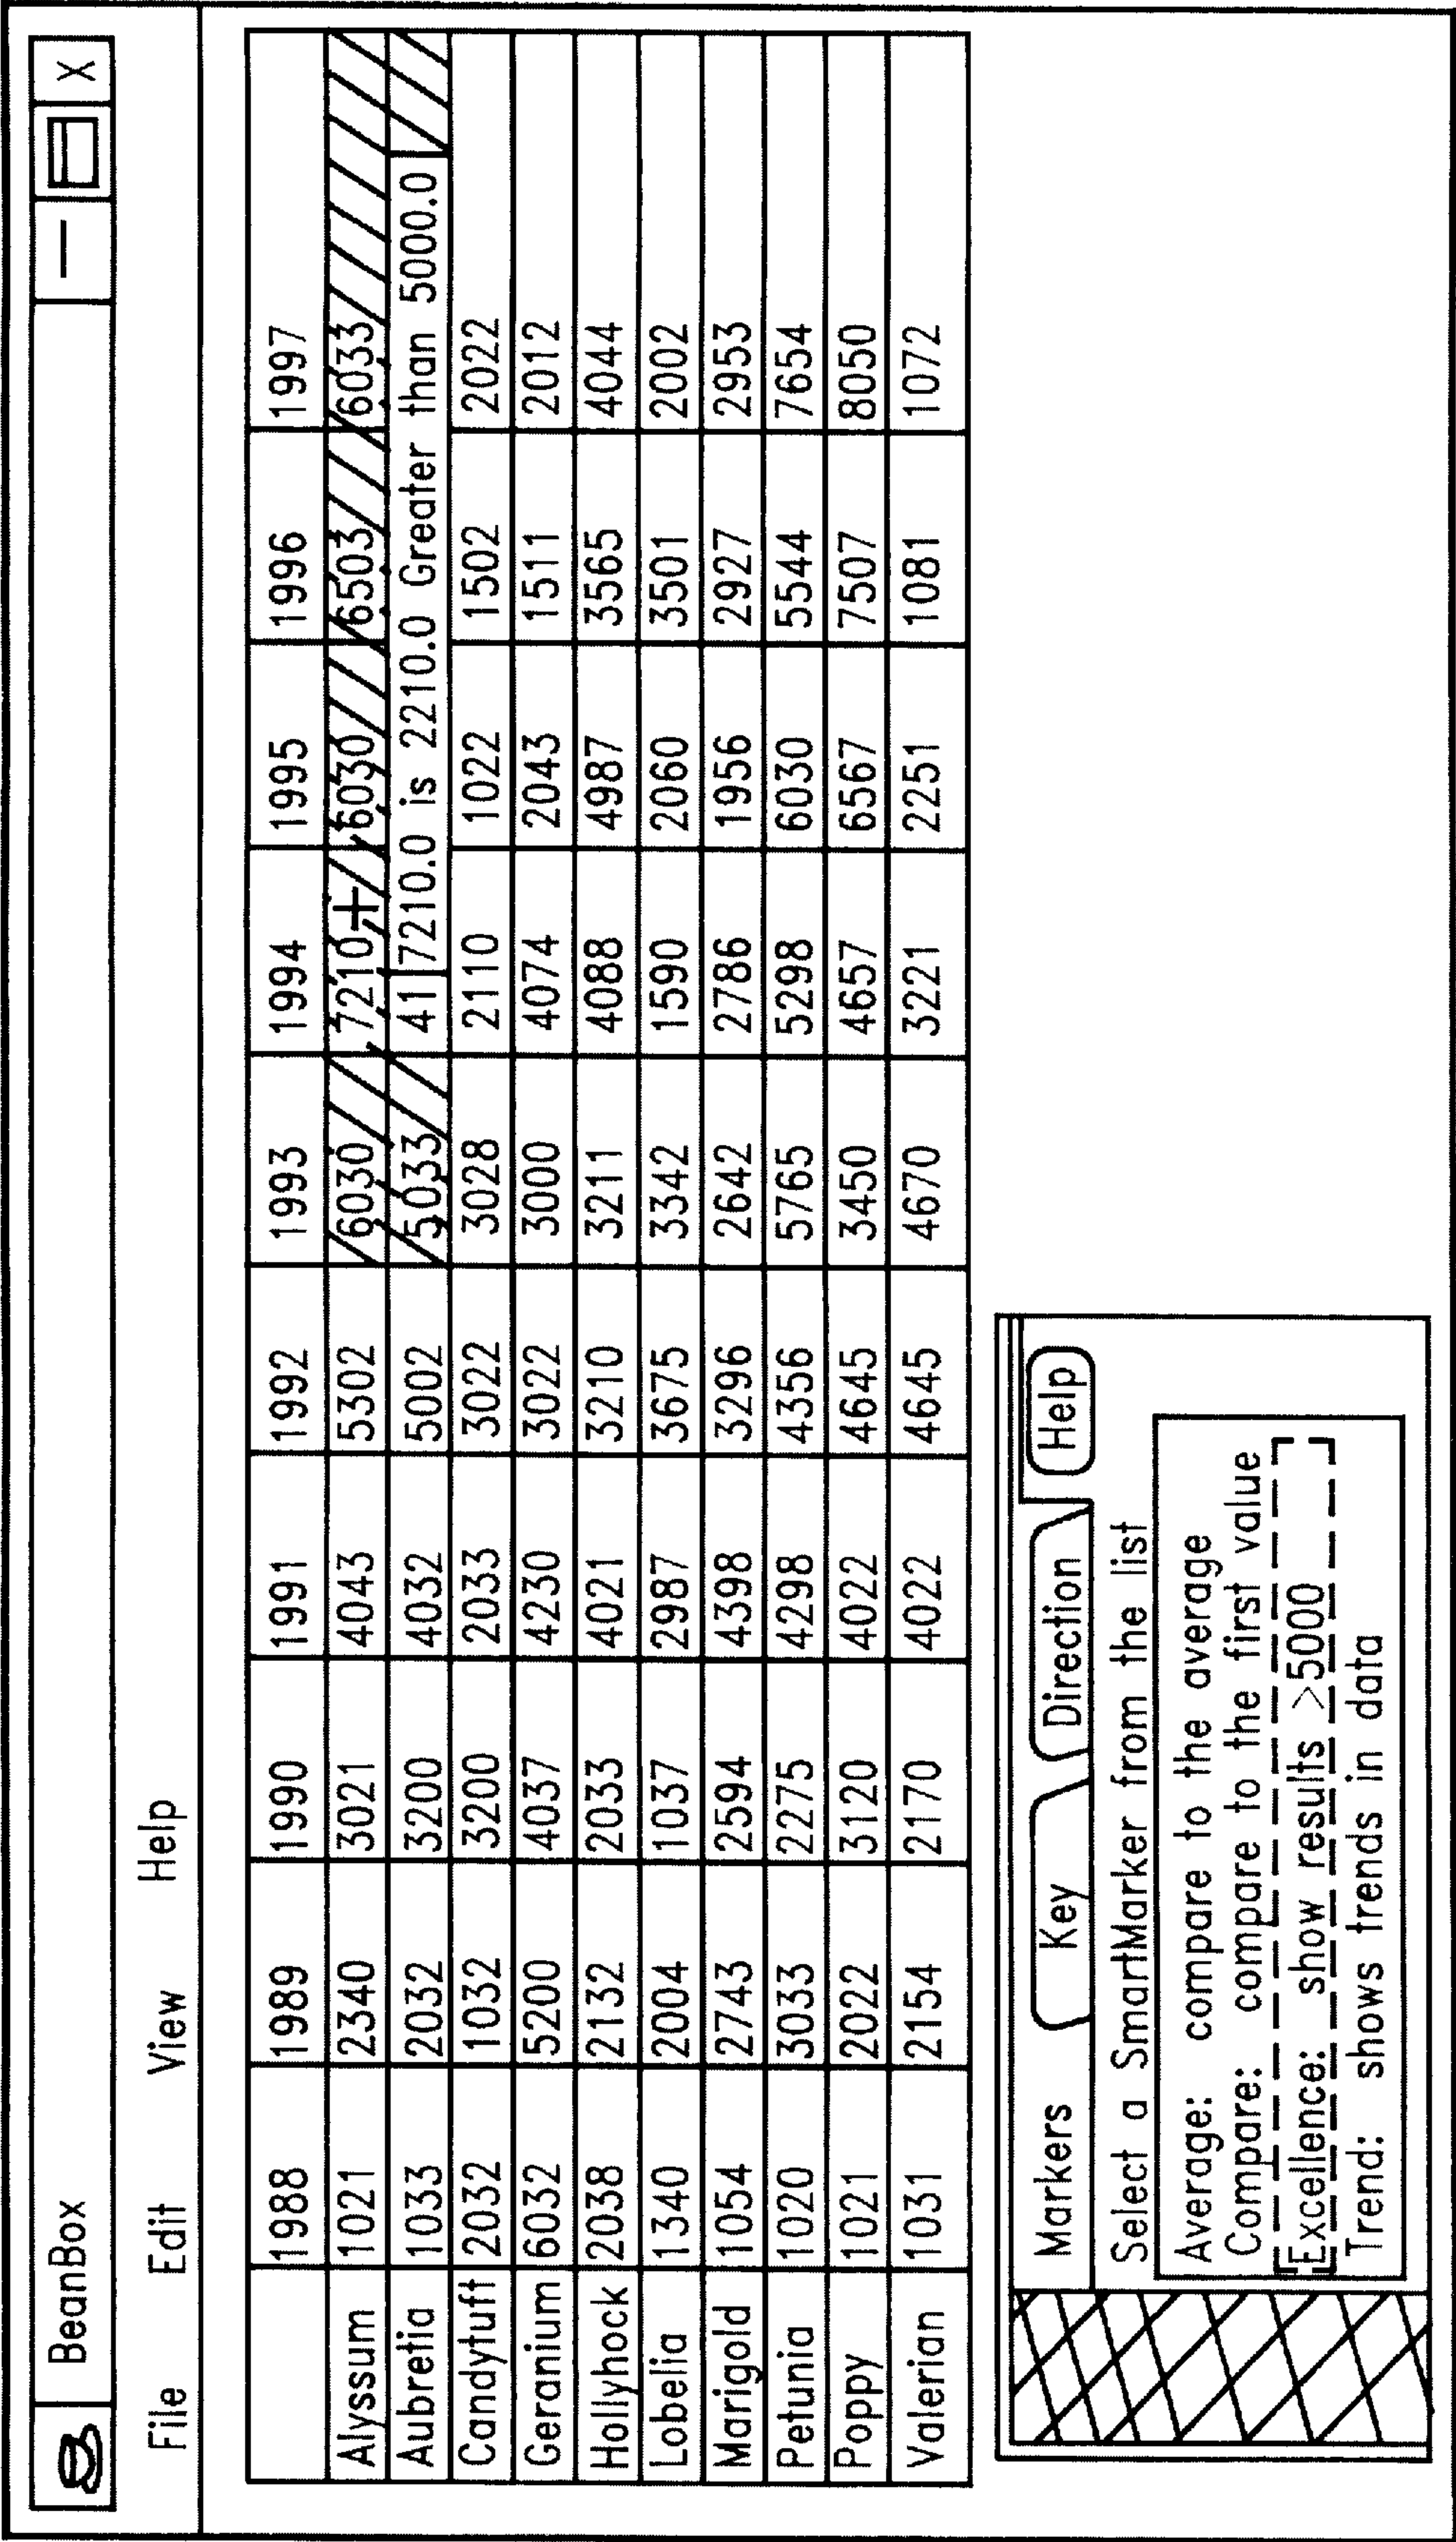 BeanBox — X
File Edit View Help
1988 1989 1990 1991 1992 1993 1994 1995 1996 1997
Alyssum 1021 2340 3021 4043 5302 6030 7210 6030 6503 6033
Aubretia 1033 2032 3200 4032 5002 5033 41 7210.0 is 2210.0 Greater than 5000.0
Candytuff 2032 1032 3200 2033 3022 3028 2110 1022 1502 2022
Geranium 6032 5200 4037 4230 3022 3000 4074 2043 1511 2012
Hollyhock 2038 2132 2033 4021 3210 3211 4088 4987 3565 4044
Lobelia 1340 2004 1037 2987 3675 3342 1590 2060 3501 2002
Marigold 1054 2743 2594 4398 3296 2642 2786 1956 2927 2953
Petunia 1020 3033 2275 4298 4356 5765 5298 6030 5544 7654
Poppy 1021 2022 3120 4022 4645 3450 4657 6567 7507 8050
Valerian 1031 2154 2170 4022 4645 4670 3221 2251 1081 1072
Markers Key Direction Help
Select a SmartMarker from the list
Average: compare to the average
Compare: compare to the first value
Excellence: show results >5000
Trend: shows trends in data